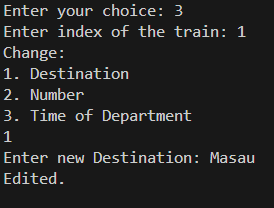 Enter your choice: 3
Enter index of the train: 1
Change:
1. Destination
2. Number
3. Time of Department
1
Enter new Destination: Masau
Edited.